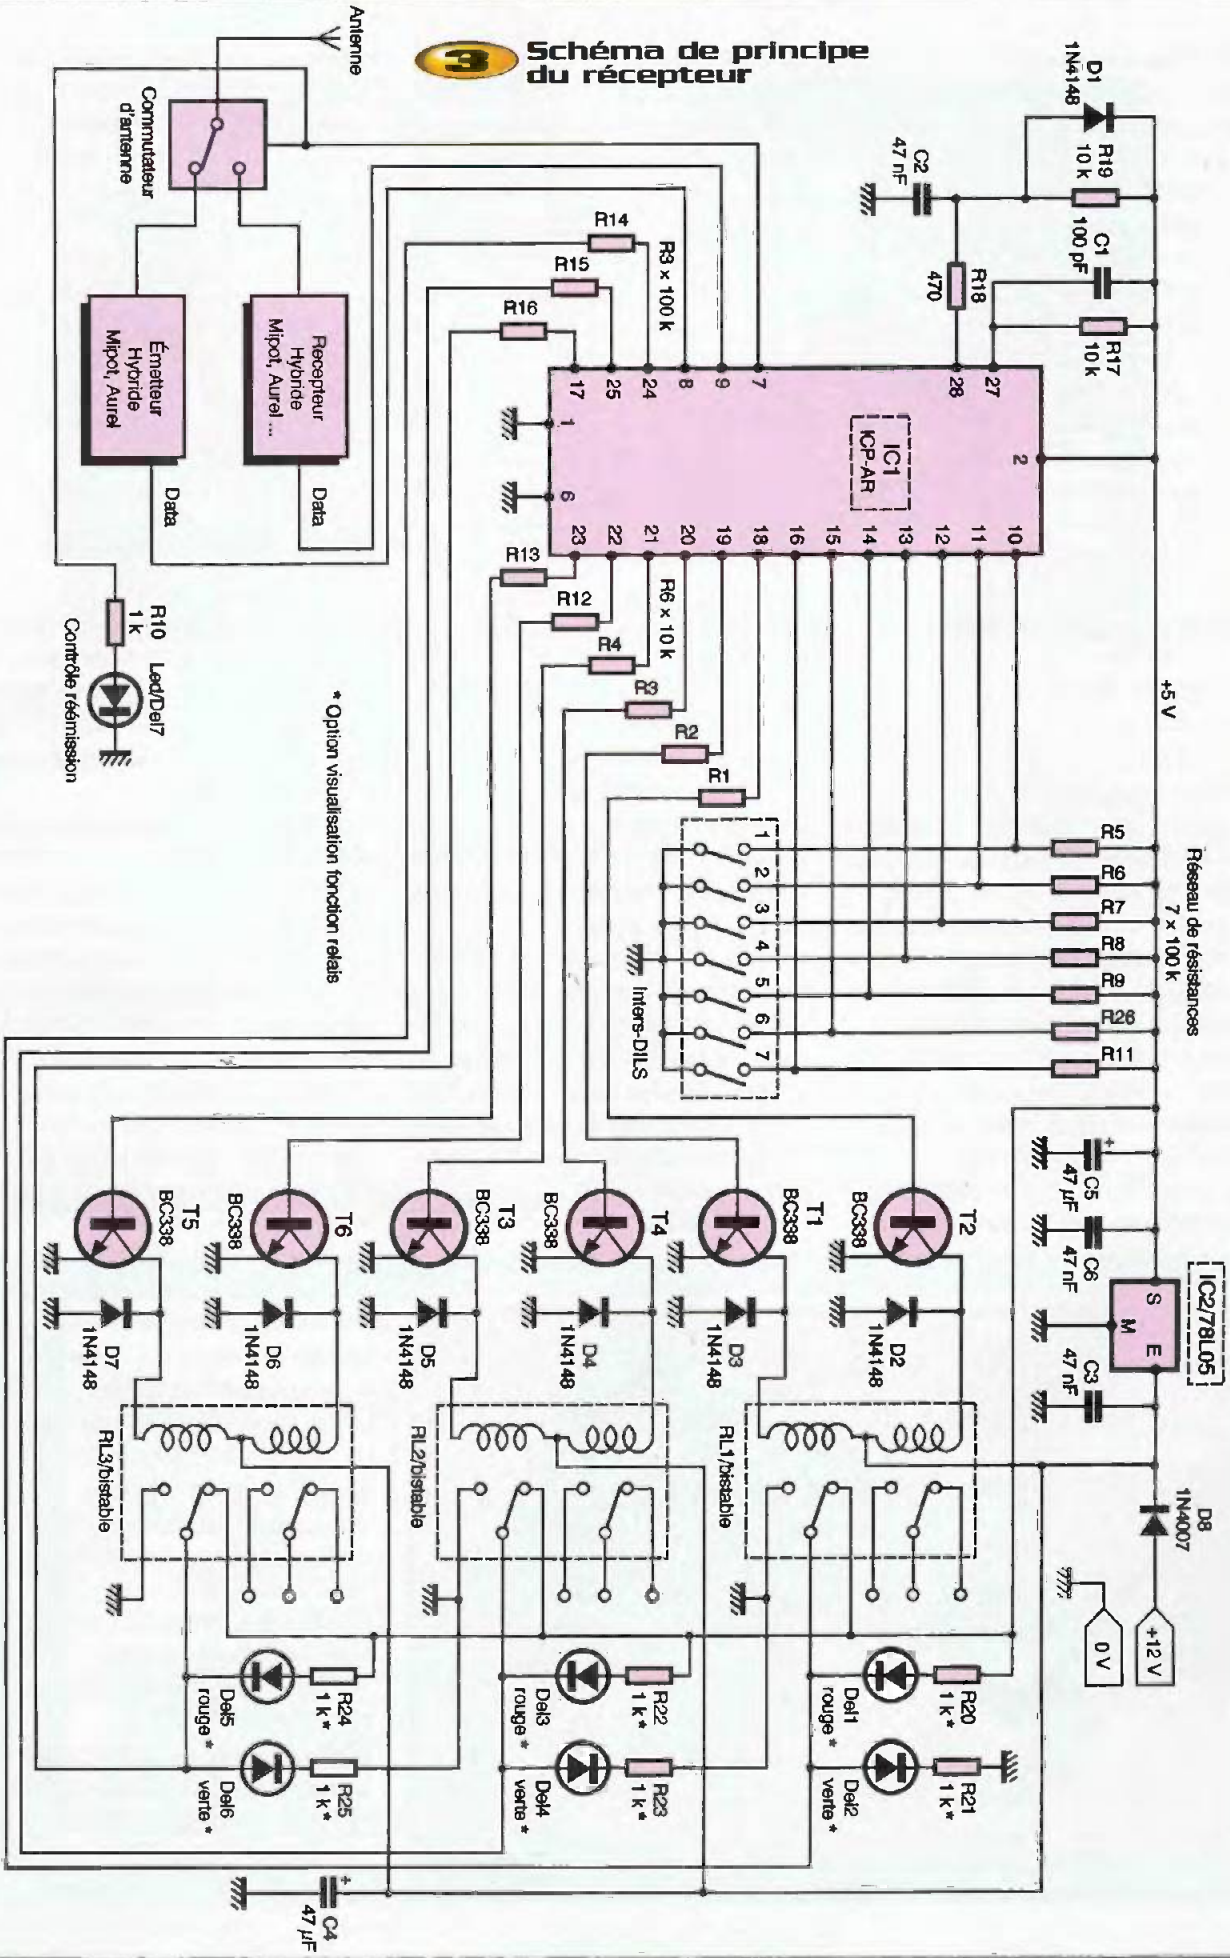 3
Schéma de principe
du récepteur
Antenne
Commutateur
d'antenne
Émetteur
Hybride
Mipot, Aurel
Recepteur
Hybride
Mipot, Aurel ...
Data
Data
R10
1 k
Led/Del7
Contrôle réémission
* Option visualisation fonction relais
D1
1N4148
R19
10 k
C1
100 pF
R17
10 k
C2
47 nF
R18
470
R14
R15
R16
R3 × 100 k
17
25
24
8
9
7
28
27
1
6
2
IC1
ICP-AR
23
22
21
20
19
18
16
15
14
13
12
11
10
R13
R12
R4
R3
R2
R1
R6 × 10 k
+5 V
Réseau de résistances
7 × 100 k
R5
R6
R7
R8
R9
R26
R11
1
2
3
4
5
6
7
Inters-DILS
C5
47 µF
+
C6
47 nF
IC2/78L05
S
M
E
C3
47 nF
D8
1N4007
+12 V
0 V
T2
BC338
T1
BC338
T4
BC338
T3
BC338
T6
BC338
T5
BC338
D2
1N4148
D3
1N4148
D4
1N4148
D5
1N4148
D6
1N4148
D7
1N4148
RL1/bistable
RL2/bistable
RL3/bistable
R20
1 k *
Del1
rouge *
R21
1 k *
Del2
verte *
R22
1 k *
Del3
rouge *
R23
1 k *
Del4
verte *
R24
1 k *
Del5
rouge *
R25
1 k *
Del6
verte *
+
C4
47 µF